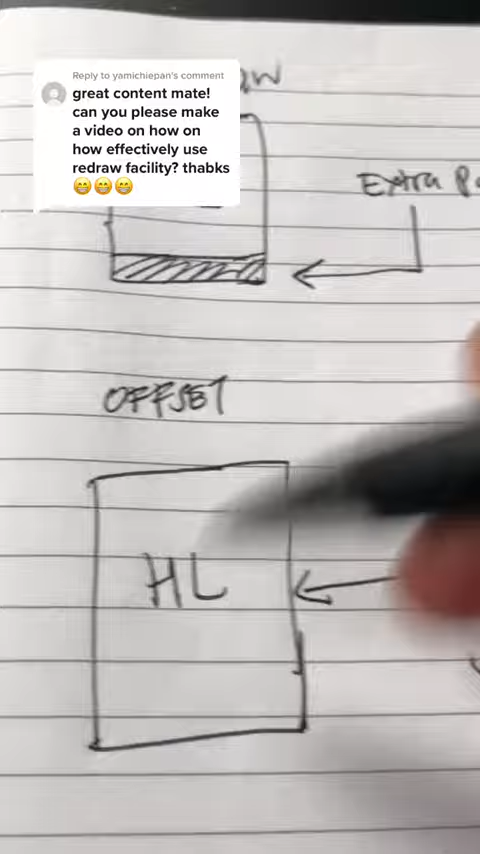 Reply to yamichiepan's comment
great content mate!
can you please make
a video on how on
how effectively use
redraw facility? thabks
😁😁😁
Extra
OFFSET
HL